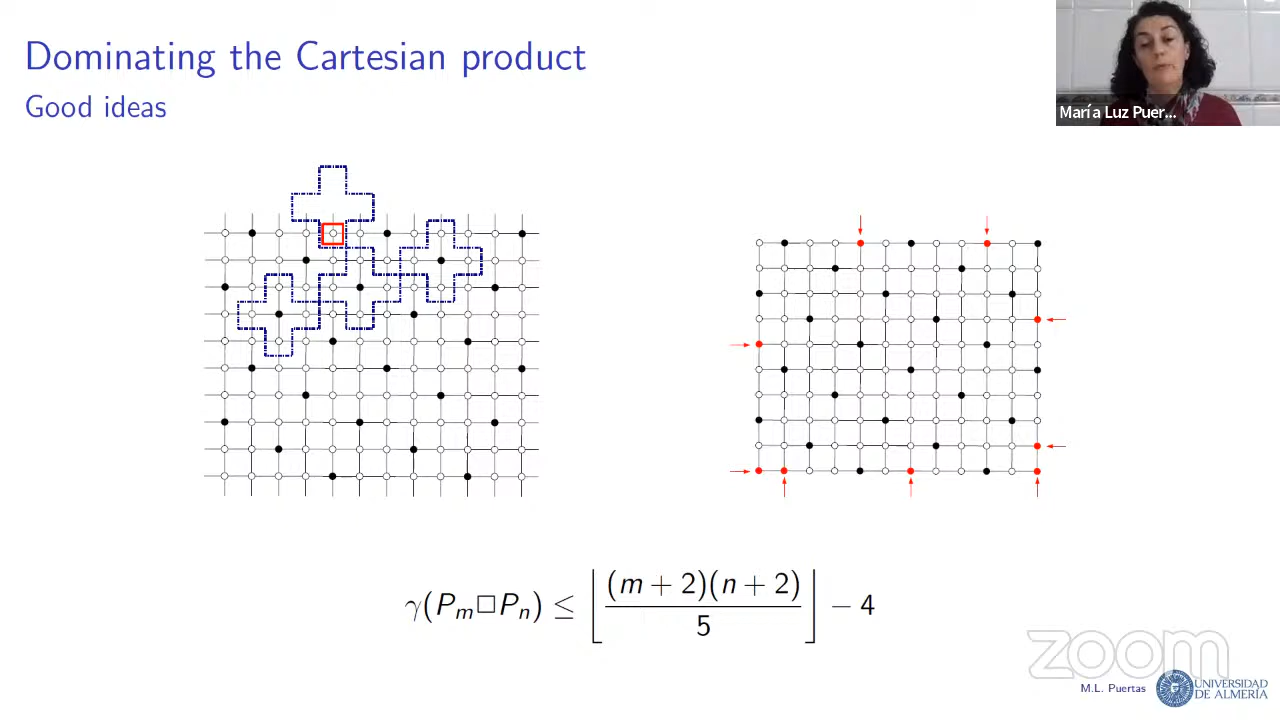 Dominating the Cartesian product
Good ideas
María Luz Puer...
γ(P_m□P_n) ≤ ⌊(m + 2)(n + 2)/5⌋ − 4
zoom
M.L. Puertas
UNIVERSIDAD
DE ALMERÍA